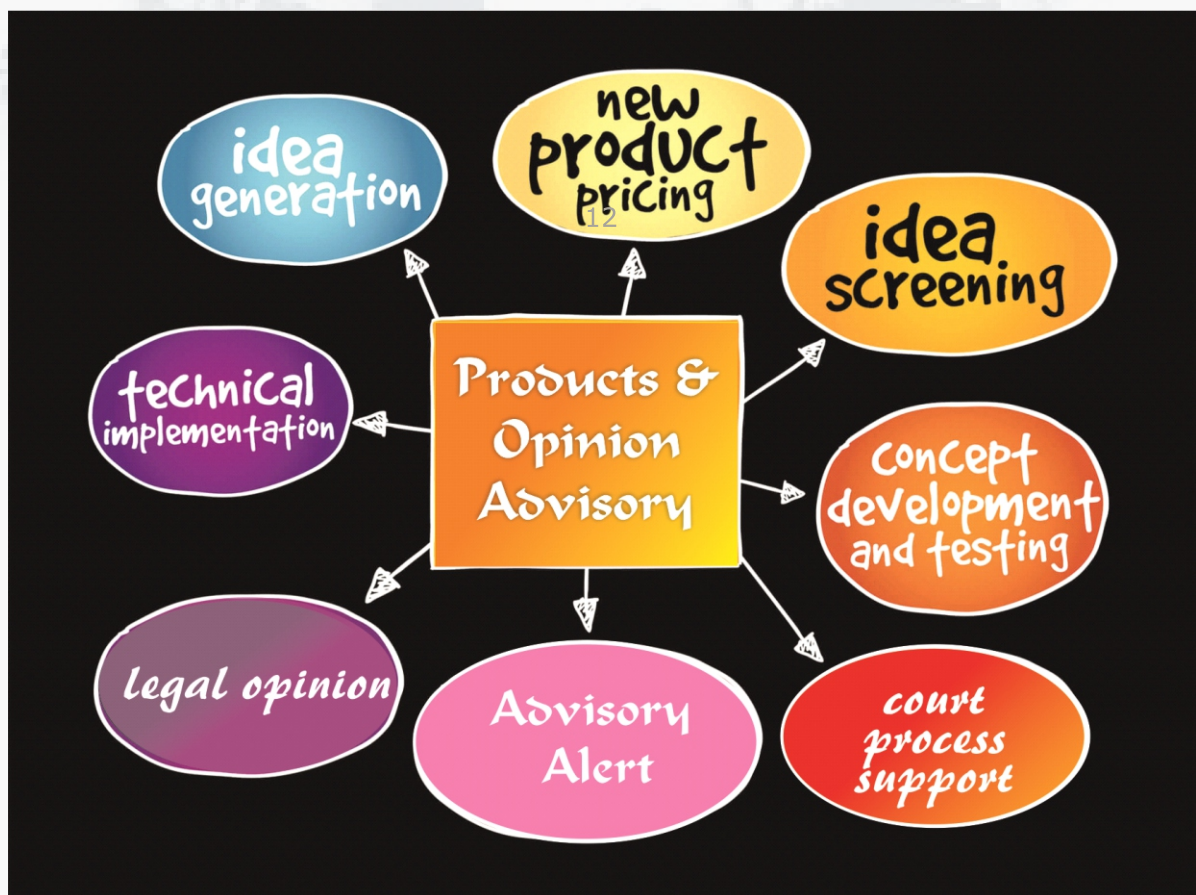 idea
generation
new
product
pricing
12
idea
screening
technical
implementation
Products &
Opinion
Advisory
concept
development
and testing
legal opinion
Advisory
Alert
court
process
support